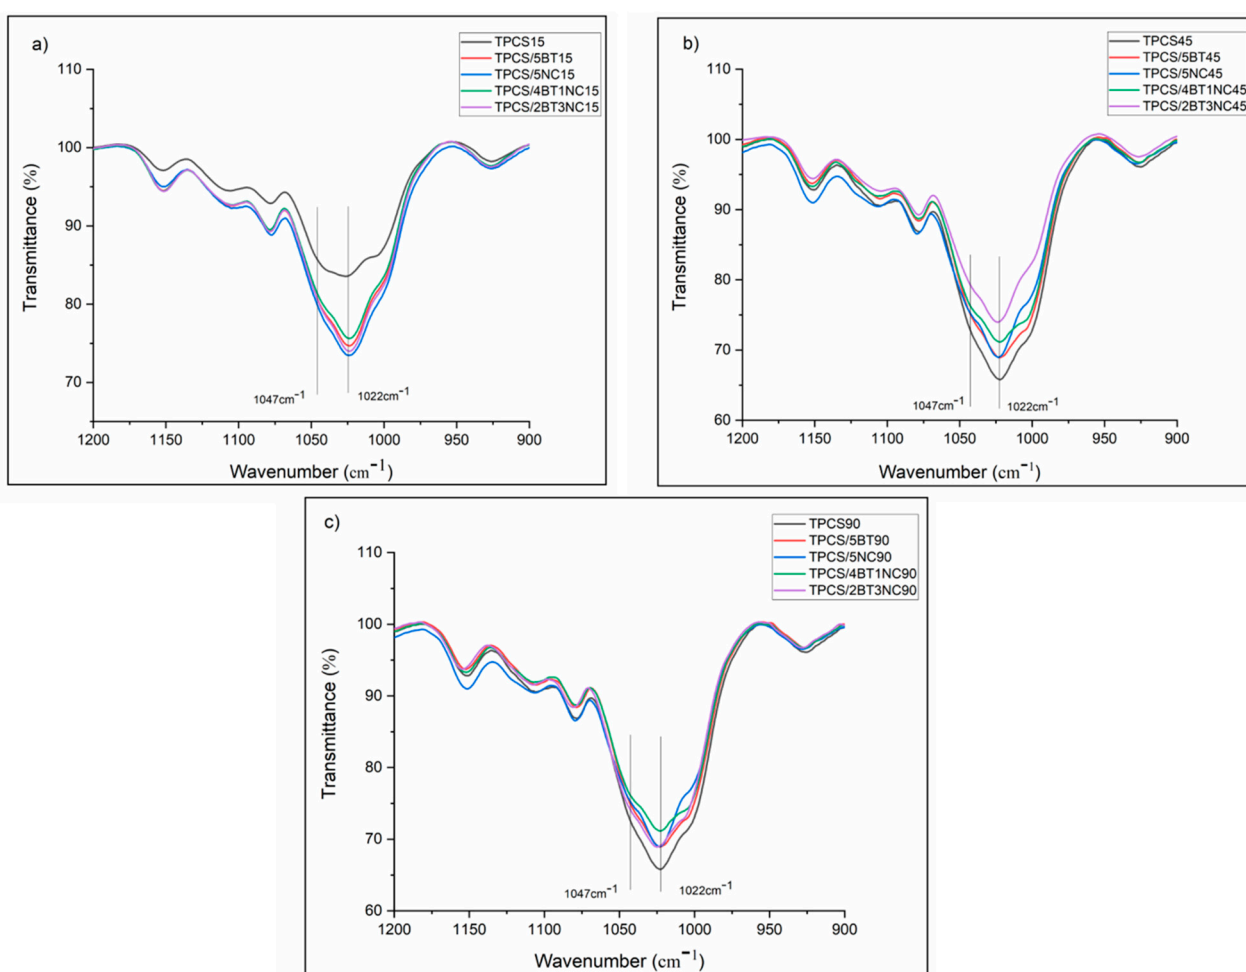 a)
TPCS15
TPCS/5BT15
TPCS/5NC15
TPCS/4BT1NC15
TPCS/2BT3NC15
110
100
90
80
70
Transmittance (%)
1047cm⁻¹
1022cm⁻¹
1200 1150 1100 1050 1000 950 900
Wavenumber (cm⁻¹)
b)
TPCS45
TPCS/5BT45
TPCS/5NC45
TPCS/4BT1NC45
TPCS/2BT3NC45
110
100
90
80
70
60
Transmittance (%)
1047cm⁻¹
1022cm⁻¹
1200 1150 1100 1050 1000 950 900
Wavenumber (cm⁻¹)
c)
TPCS90
TPCS/5BT90
TPCS/5NC90
TPCS/4BT1NC90
TPCS/2BT3NC90
110
100
90
80
70
60
Transmittance (%)
1047cm⁻¹
1022cm⁻¹
1200 1150 1100 1050 1000 950 900
Wavenumber (cm⁻¹)